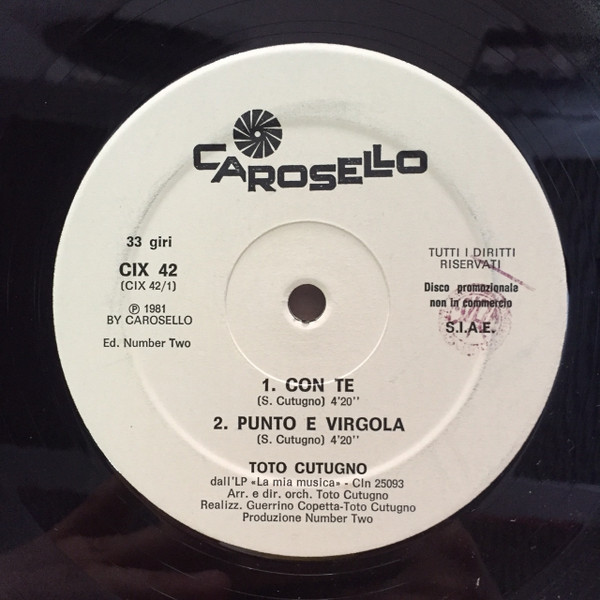 CAROSELLO
33 giri
CIX 42
(CIX 42/1)
℗ 1981
BY CAROSELLO
Ed. Number Two
TUTTI I DIRITTI
RISERVATI
Disco promozionale
non in commercio
S.I.A.E.
1. CON TE
(S. Cutugno) 4'20''
2. PUNTO E VIRGOLA
(S. Cutugno) 4'20''
TOTO CUTUGNO
dall'LP «La mia musica» - Cln 25093
Arr. e dir. orch. Toto Cutugno
Realizz. Guerrino Copetta-Toto Cutugno
Produzione Number Two